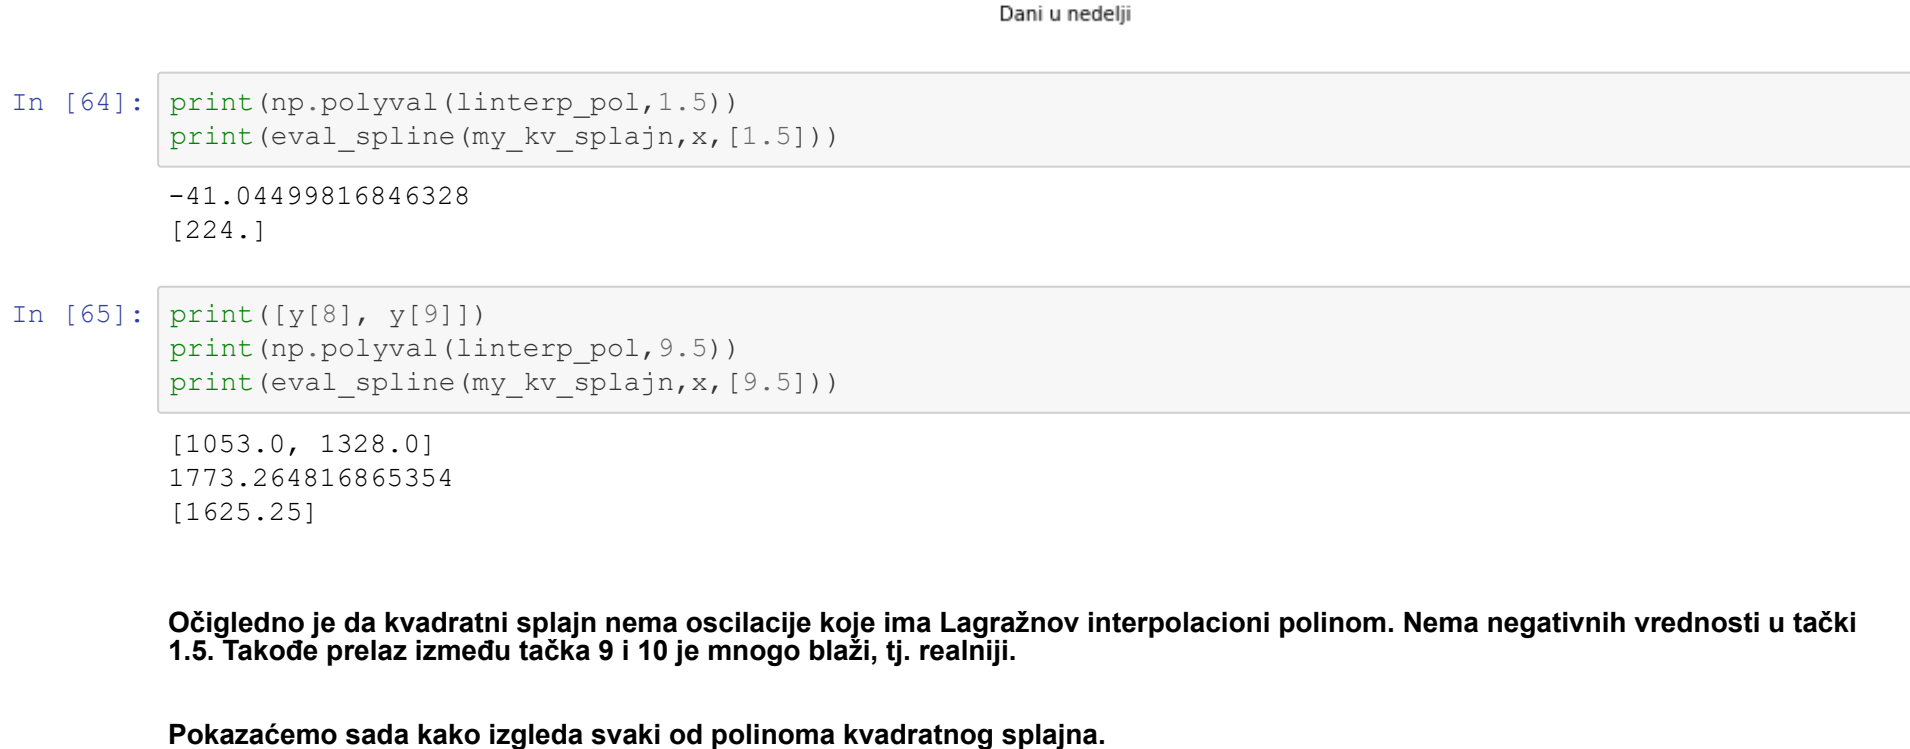 Dani u nedelji
In [64]: print(np.polyval(linterp_pol,1.5))
print(eval_spline(my_kv_splajn,x,[1.5]))
-41.04499816846328
[224.]
In [65]: print([y[8], y[9]])
print(np.polyval(linterp_pol,9.5))
print(eval_spline(my_kv_splajn,x,[9.5]))
[1053.0, 1328.0]
1773.264816865354
[1625.25]
Očigledno je da kvadratni splajn nema oscilacije koje ima Lagražnov interpolacioni polinom. Nema negativnih vrednosti u tački
1.5. Takođe prelaz između tačka 9 i 10 je mnogo blaži, tj. realniji.
Pokazaćemo sada kako izgleda svaki od polinoma kvadratnog splajna.